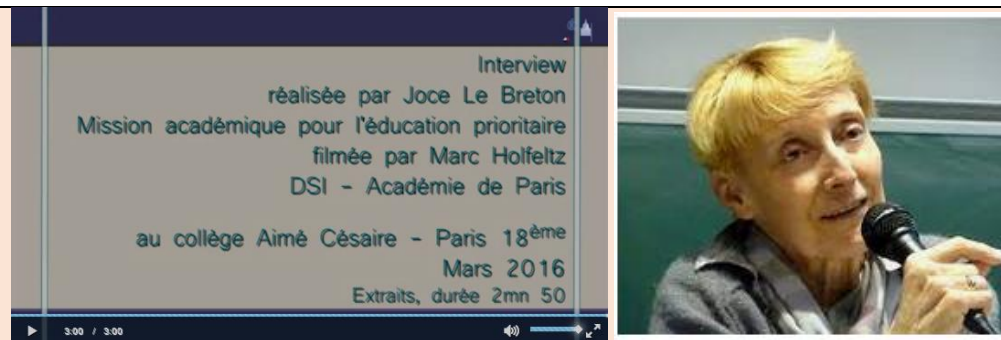 Interview
réalisée par Joce Le Breton
Mission académique pour l'éducation prioritaire
filmée par Marc Holfeltz
DSI - Académie de Paris
au collège Aimé Césaire - Paris 18ème
Mars 2016
Extraits, durée 2mn 50
3:00 / 3:00